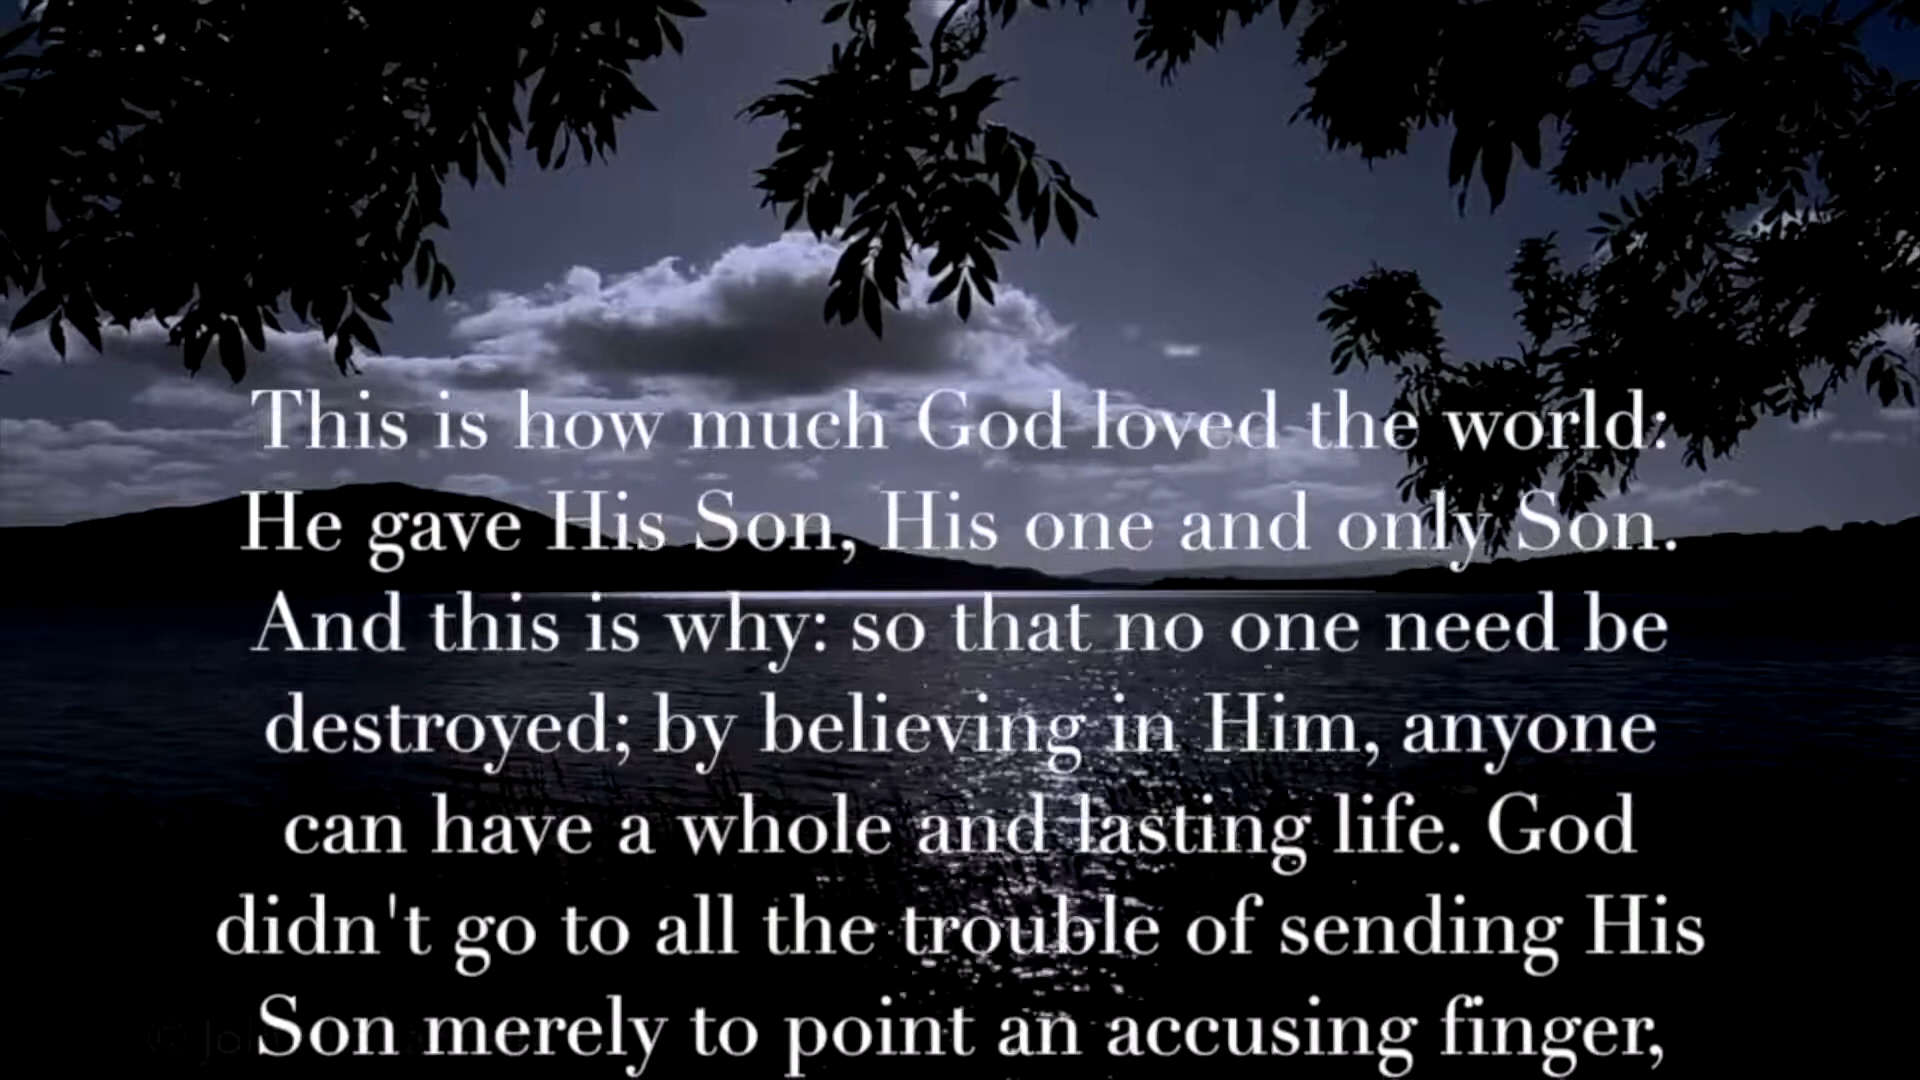 This is how much God loved the world:
He gave His Son, His one and only Son.
And this is why: so that no one need be
destroyed; by believing in Him, anyone
can have a whole and lasting life. God
didn't go to all the trouble of sending His
Son merely to point an accusing finger,